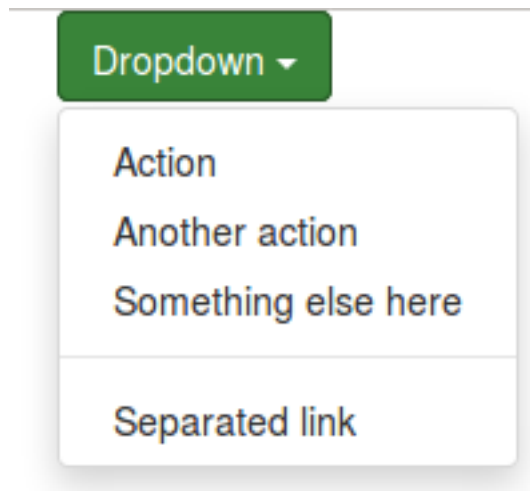 Dropdown
Action
Another action
Something else here
Separated link